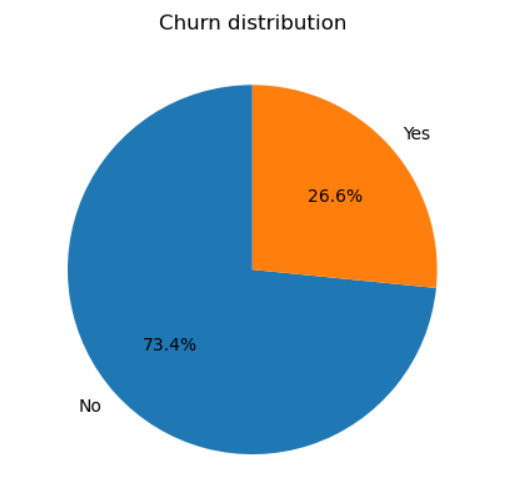 Churn distribution
Yes
26.6%
73.4%
No